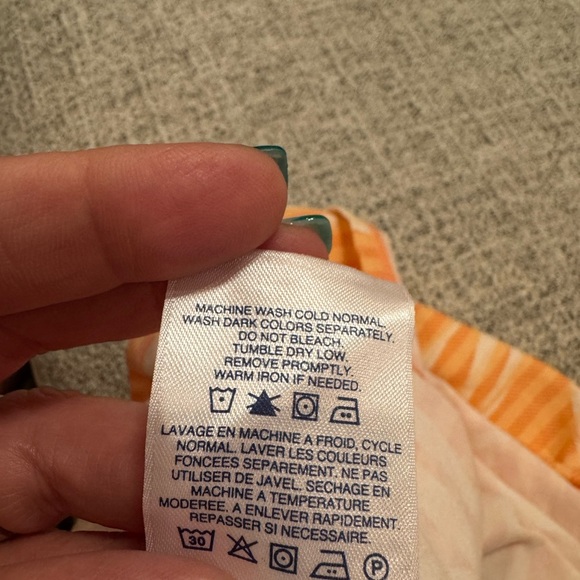 MACHINE WASH COLD NORMAL.
WASH DARK COLORS SEPARATELY.
DO NOT BLEACH.
TUMBLE DRY LOW.
REMOVE PROMPTLY.
WARM IRON IF NEEDED.
LAVAGE EN MACHINE A FROID, CYCLE
NORMAL. LAVER LES COULEURS
FONCEES SEPAREMENT. NE PAS
UTILISER DE JAVEL. SECHAGE EN
MACHINE A TEMPERATURE
MODEREE. A ENLEVER RAPIDEMENT.
REPASSER SI NECESSAIRE.
30 P